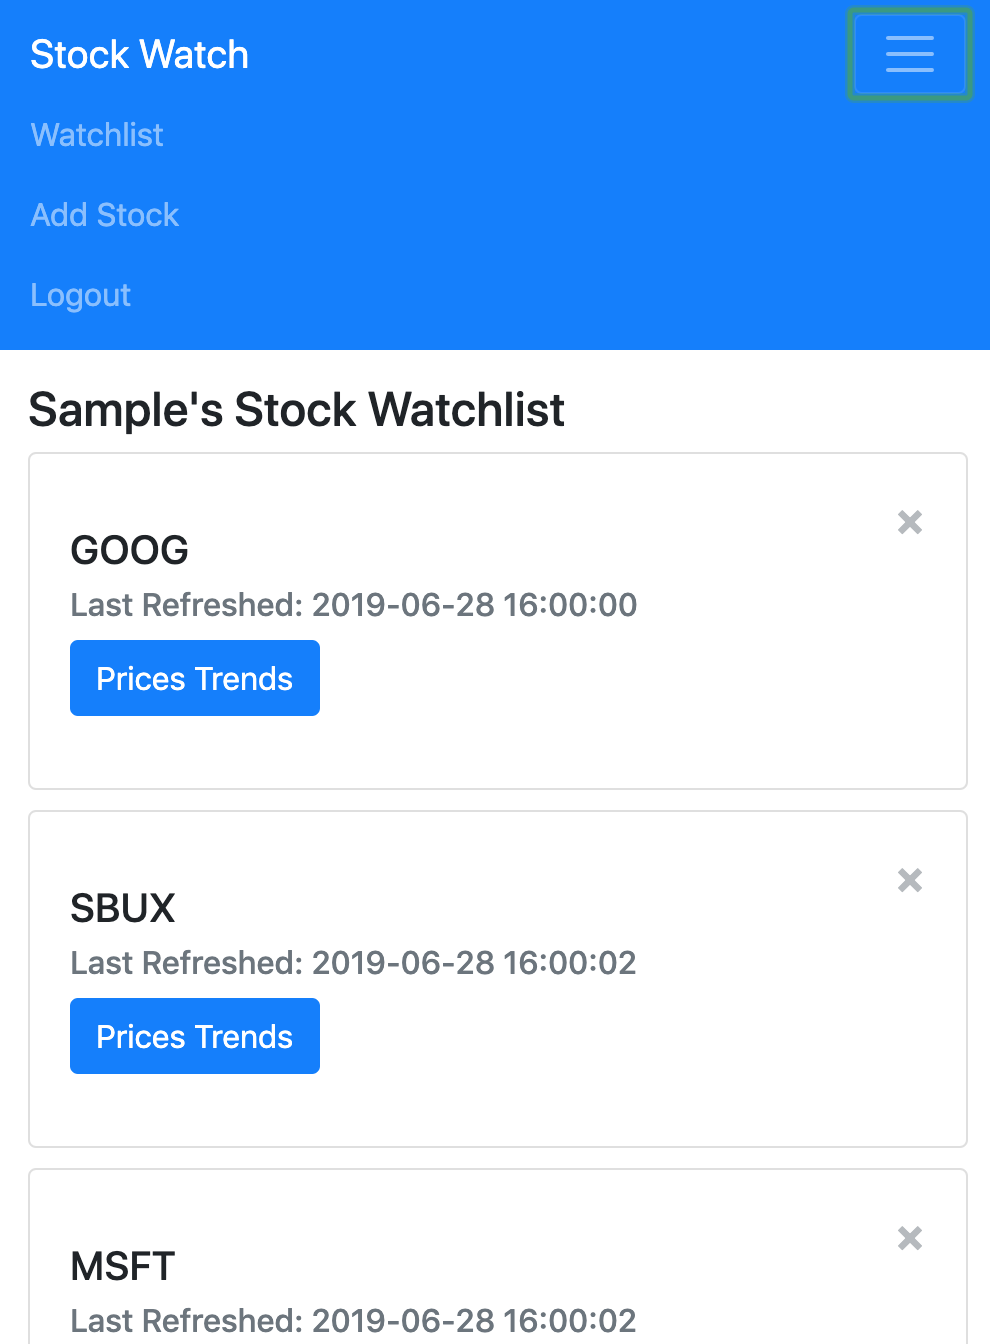 Stock Watch
Watchlist
Add Stock
Logout
Sample's Stock Watchlist
GOOG
Last Refreshed: 2019-06-28 16:00:00
Prices Trends
SBUX
Last Refreshed: 2019-06-28 16:00:02
Prices Trends
MSFT
Last Refreshed: 2019-06-28 16:00:02